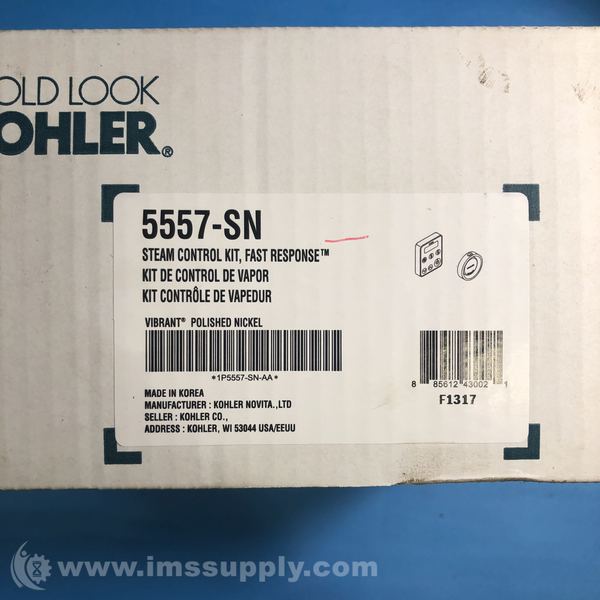 OLD LOOK
OHLER®
5557-SN
STEAM CONTROL KIT, FAST RESPONSE™
KIT DE CONTROL DE VAPOR
KIT CONTRÔLE DE VAPEDUR
VIBRANT® POLISHED NICKEL
*1P5557-SN-AA*
8 85612 43002 1
F1317
MADE IN KOREA
MANUFACTURER : KOHLER NOVITA.,LTD
SELLER : KOHLER CO.,
ADDRESS : KOHLER, WI 53044 USA/EEUU
www.imssupply.com